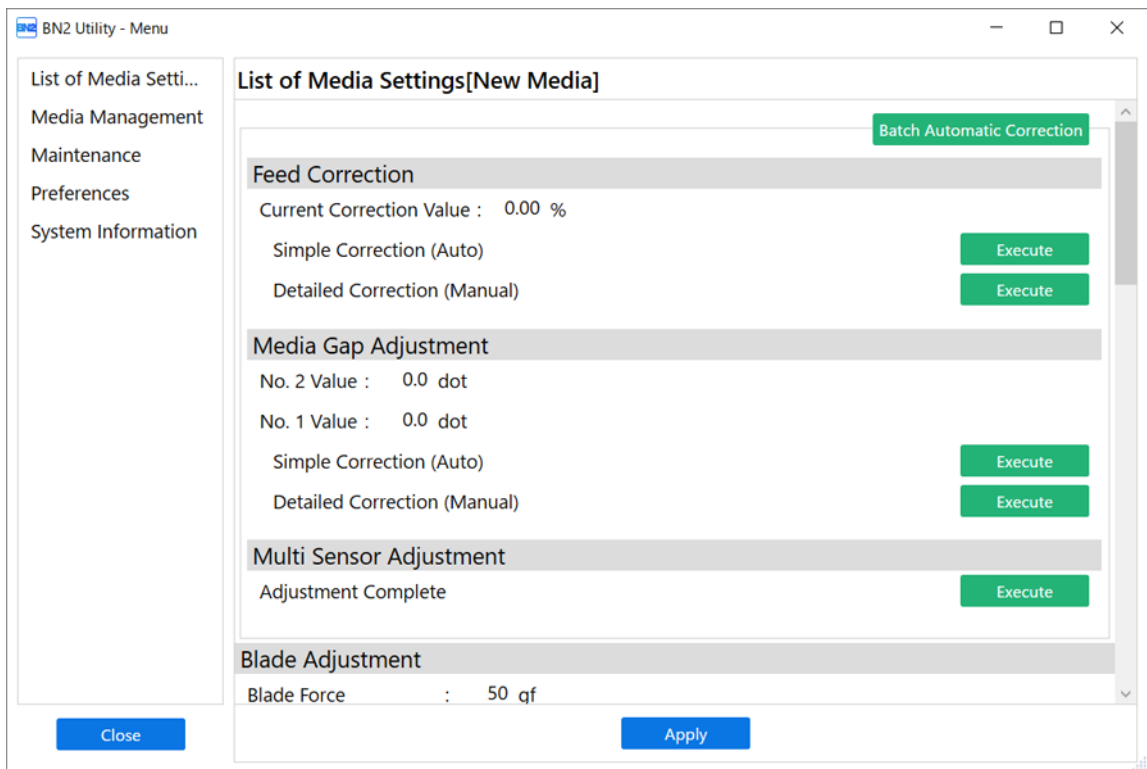 BN2 BN2 Utility - Menu
List of Media Setti...
Media Management
Maintenance
Preferences
System Information
Close
List of Media Settings[New Media]
Batch Automatic Correction
Feed Correction
Current Correction Value : 0.00 %
Simple Correction (Auto) Execute
Detailed Correction (Manual) Execute
Media Gap Adjustment
No. 2 Value : 0.0 dot
No. 1 Value : 0.0 dot
Simple Correction (Auto) Execute
Detailed Correction (Manual) Execute
Multi Sensor Adjustment
Adjustment Complete Execute
Blade Adjustment
Blade Force : 50 gf
Apply